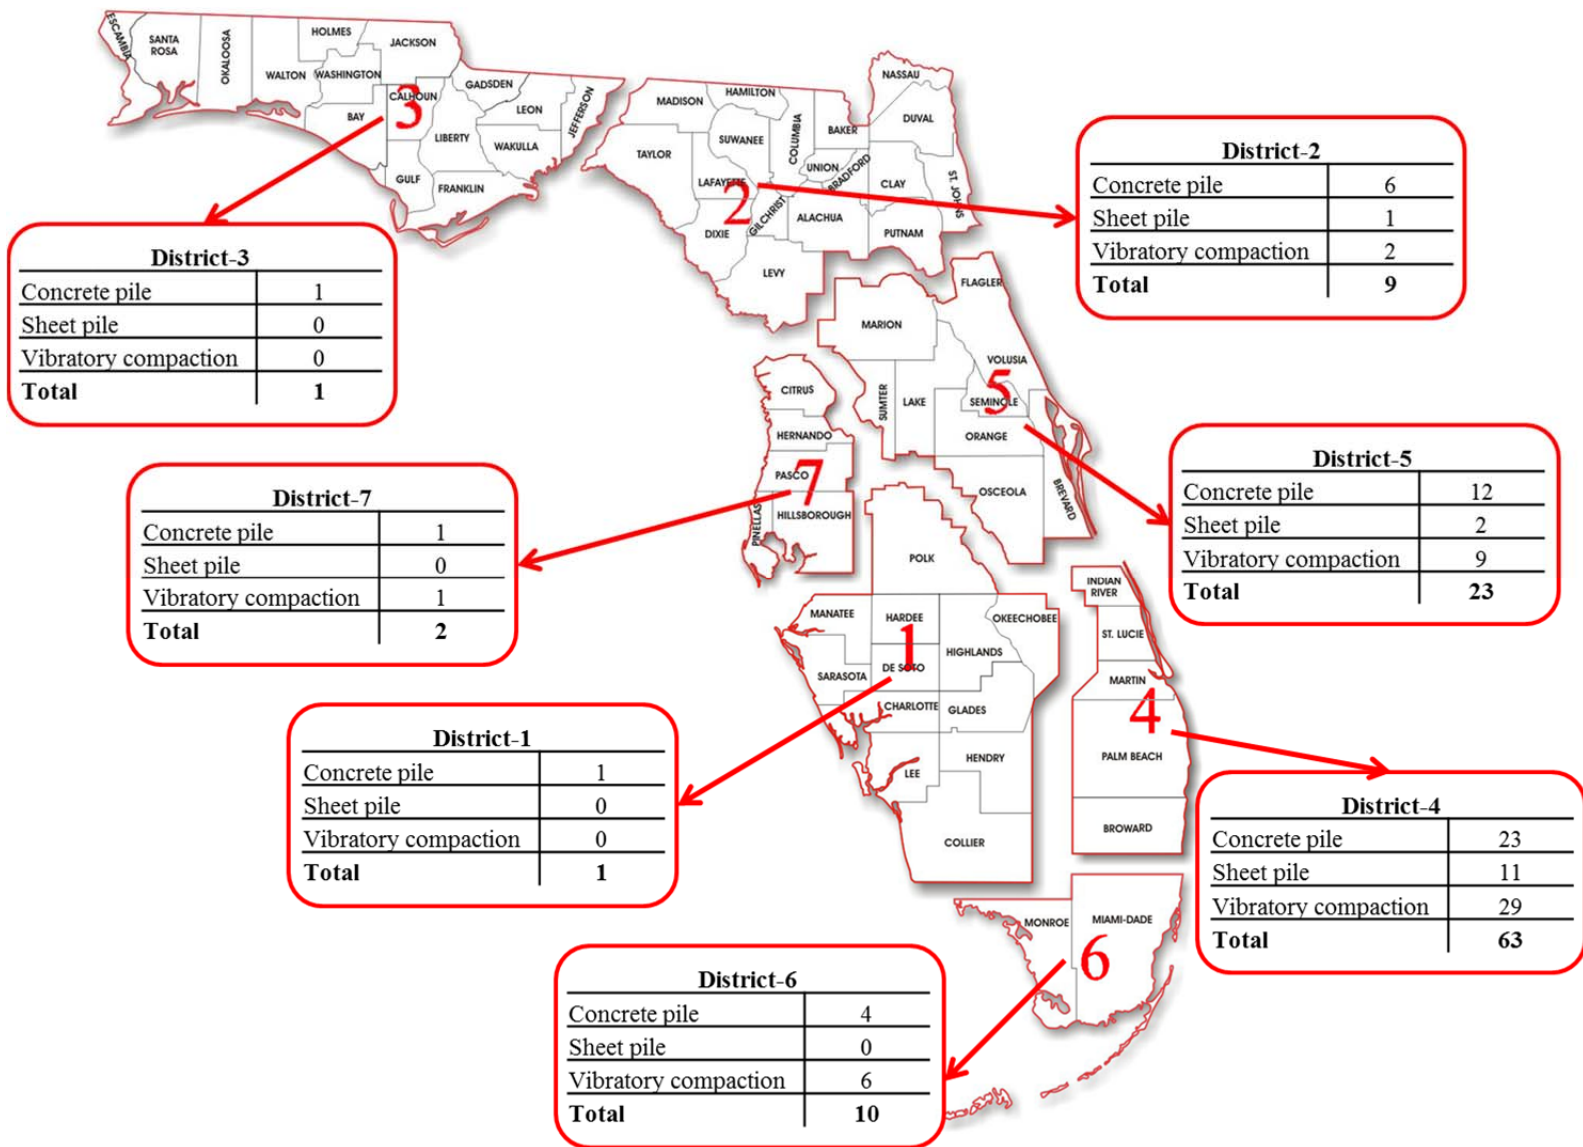 ESCAMBIA
SANTA
ROSA
OKALOOSA
WALTON
HOLMES
WASHINGTON
JACKSON
BAY
CALHOUN
3
GADSDEN
LEON
JEFFERSON
LIBERTY
WAKULLA
GULF
FRANKLIN
MADISON
HAMILTON
TAYLOR
SUWANEE
COLUMBIA
BAKER
NASSAU
DUVAL
UNION
BRADFORD
CLAY
ST. JOHNS
LAFAYETTE
2
GILCHRIST
ALACHUA
PUTNAM
DIXIE
LEVY
District-2
Concrete pile 6
Sheet pile 1
Vibratory compaction 2
Total 9
District-3
Concrete pile 1
Sheet pile 0
Vibratory compaction 0
Total 1
FLAGLER
MARION
VOLUSIA
5
SEMINOLE
SUMTER
LAKE
ORANGE
OSCEOLA
BREVARD
CITRUS
HERNANDO
PASCO
7
PINELLAS
HILLSBOROUGH
District-5
Concrete pile 12
Sheet pile 2
Vibratory compaction 9
Total 23
District-7
Concrete pile 1
Sheet pile 0
Vibratory compaction 1
Total 2
POLK
MANATEE
HARDEE
OKEECHOBEE
1
HIGHLANDS
SARASOTA
DE SOTO
CHARLOTTE
GLADES
LEE
HENDRY
COLLIER
INDIAN
RIVER
ST. LUCIE
MARTIN
4
PALM BEACH
BROWARD
District-1
Concrete pile 1
Sheet pile 0
Vibratory compaction 0
Total 1
District-4
Concrete pile 23
Sheet pile 11
Vibratory compaction 29
Total 63
MONROE
MIAMI-DADE
6
District-6
Concrete pile 4
Sheet pile 0
Vibratory compaction 6
Total 10